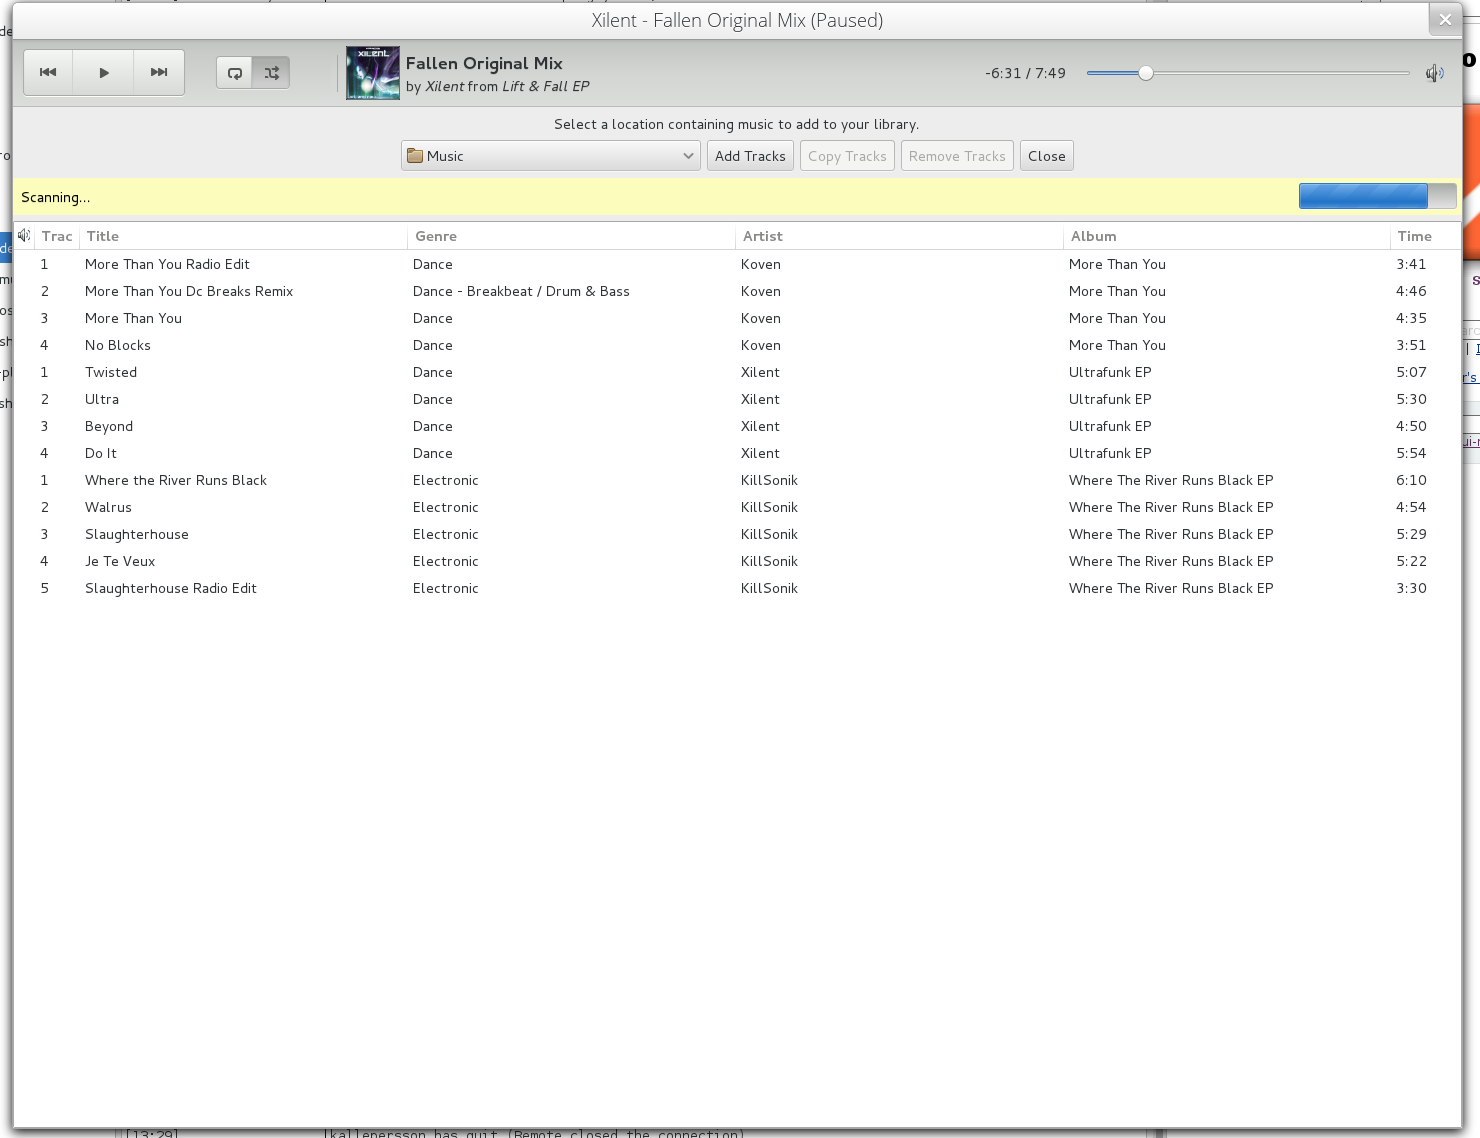 Xilent - Fallen Original Mix (Paused)
XILENT
Fallen Original Mix
by Xilent from Lift & Fall EP
-6:31 / 7:49
Select a location containing music to add to your library.
Music Add Tracks Copy Tracks Remove Tracks Close
Scanning...
Trac Title Genre Artist Album Time
1 More Than You Radio Edit Dance Koven More Than You 3:41
2 More Than You Dc Breaks Remix Dance - Breakbeat / Drum & Bass Koven More Than You 4:46
3 More Than You Dance Koven More Than You 4:35
4 No Blocks Dance Koven More Than You 3:51
1 Twisted Dance Xilent Ultrafunk EP 5:07
2 Ultra Dance Xilent Ultrafunk EP 5:30
3 Beyond Dance Xilent Ultrafunk EP 4:50
4 Do It Dance Xilent Ultrafunk EP 5:54
1 Where the River Runs Black Electronic KillSonik Where The River Runs Black EP 6:10
2 Walrus Electronic KillSonik Where The River Runs Black EP 4:54
3 Slaughterhouse Electronic KillSonik Where The River Runs Black EP 5:29
4 Je Te Veux Electronic KillSonik Where The River Runs Black EP 5:22
5 Slaughterhouse Radio Edit Electronic KillSonik Where The River Runs Black EP 3:30
[13:29] kallepersson has quit (Remote closed the connection)